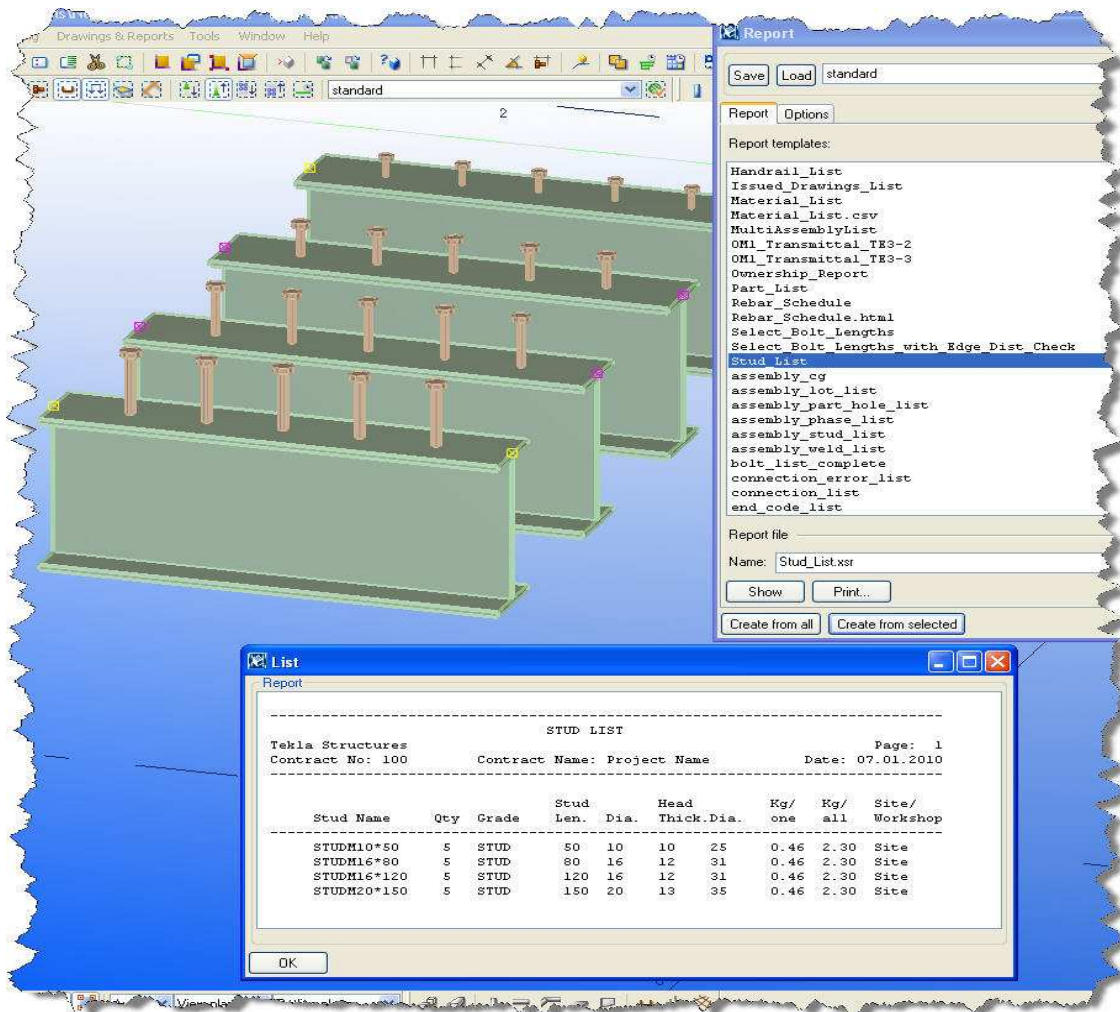 Drawings & Reports Tools Window Help
standard
2
Report
Save Load standard
Report Options
Report templates:
Handrail_List
Issued_Drawings_List
Material_List
Material_List.csv
MultiAssemblyList
OM1_Transmittal_TE3-2
OM1_Transmittal_TE3-3
Ownership_Report
Part_List
Rebar_Schedule
Rebar_Schedule.html
Select_Bolt_Lengths
Select_Bolt_Lengths_with_Edge_Dist_Check
Stud_List
assembly_cg
assembly_lot_list
assembly_part_hole_list
assembly_phase_list
assembly_stud_list
assembly_weld_list
bolt_list_complete
connection_error_list
connection_list
end_code_list
Report file
Name: Stud_List.xsr
Show Print...
Create from all Create from selected
List
Report
STUD LIST
Tekla Structures Page: 1
Contract No: 100 Contract Name: Project Name Date: 07.01.2010
Stud Head Kg/ Kg/ Site/
Stud Name Qty Grade Len. Dia. Thick.Dia. one all Workshop
STUDM10*50 5 STUD 50 10 10 25 0.46 2.30 Site
STUDM16*80 5 STUD 80 16 12 31 0.46 2.30 Site
STUDM16*120 5 STUD 120 16 12 31 0.46 2.30 Site
STUDM20*150 5 STUD 150 20 13 35 0.46 2.30 Site
OK